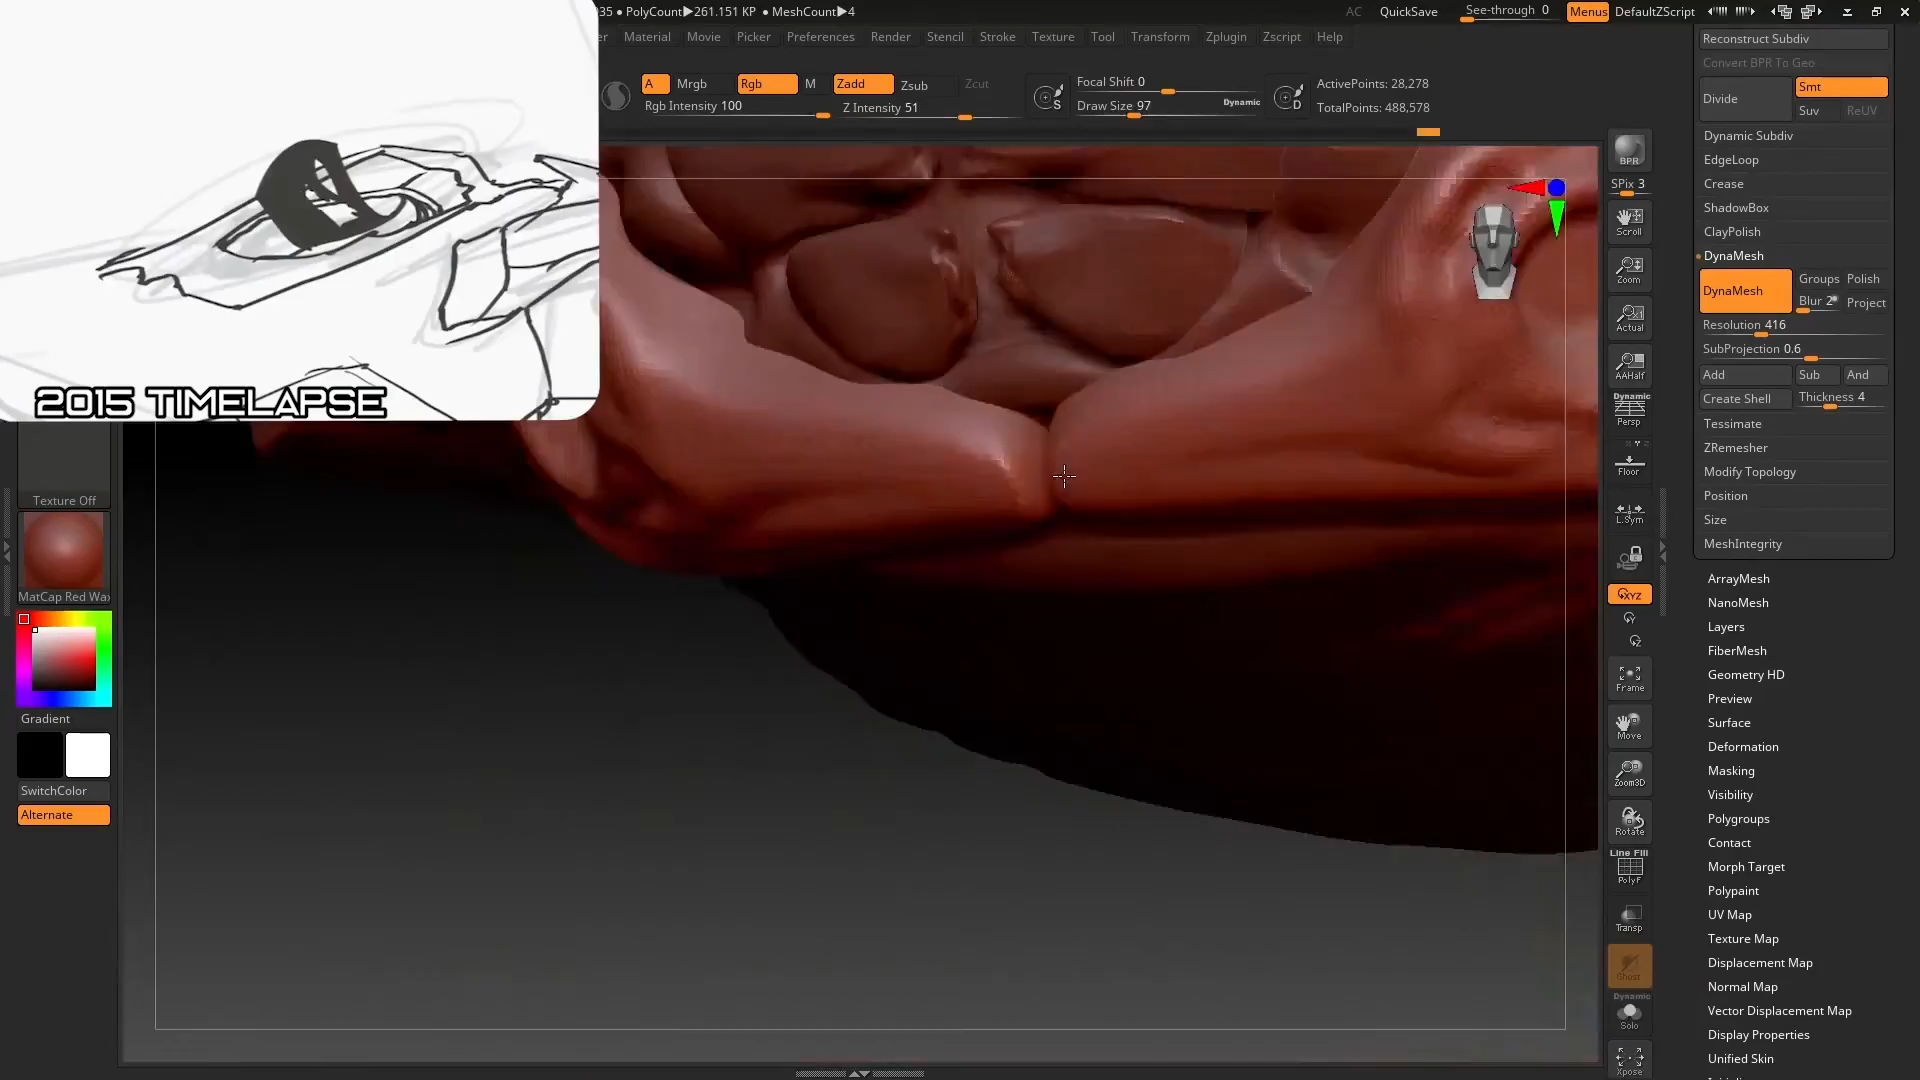 035 • PolyCount▶261.151 KP • MeshCount▶4
AC
QuickSave
See-through 0
Menus
DefaultZScript
Material
Movie
Picker
Preferences
Render
Stencil
Stroke
Texture
Tool
Transform
Zplugin
Zscript
Help
A
Mrgb
Rgb
M
Zadd
Zsub
Zcut
Rgb Intensity 100
Z Intensity 51
S
Focal Shift 0
Draw Size 97
Dynamic
D
ActivePoints: 28,278
TotalPoints: 488,578
2015 TIMELAPSE
Texture Off
MatCap Red Wa
Gradient
SwitchColor
Alternate
BPR
SPix 3
Scroll
Zoom
Actual
AAHalf
Dynamic
Persp
Floor
L.Sym
XYZ
Y
Z
Frame
Move
Zoom3D
Rotate
Line Fill
PolyF
Transp
Ghost
Dynamic
Solo
Xpose
Reconstruct Subdiv
Convert BPR To Geo
Divide
Smt
Suv
ReUV
Dynamic Subdiv
EdgeLoop
Crease
ShadowBox
ClayPolish
DynaMesh
DynaMesh
Groups
Polish
Blur 2
Project
Resolution 416
SubProjection 0.6
Add
Sub
And
Create Shell
Thickness 4
Tessimate
ZRemesher
Modify Topology
Position
Size
MeshIntegrity
ArrayMesh
NanoMesh
Layers
FiberMesh
Geometry HD
Preview
Surface
Deformation
Masking
Visibility
Polygroups
Contact
Morph Target
Polypaint
UV Map
Texture Map
Displacement Map
Normal Map
Vector Displacement Map
Display Properties
Unified Skin